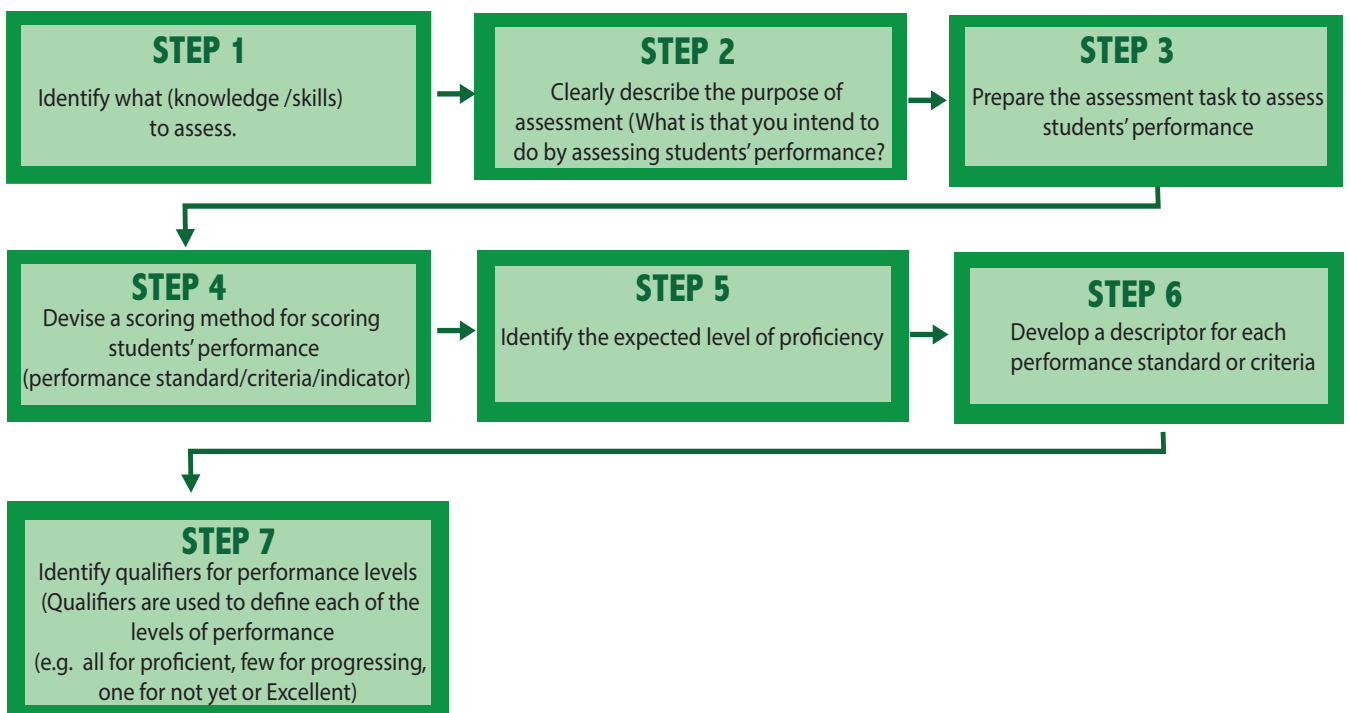 STEP 1
Identify what (knowledge /skills)
to assess.
STEP 2
Clearly describe the purpose of
assessment (What is that you intend to
do by assessing students' performance?
STEP 3
Prepare the assessment task to assess
students' performance
STEP 4
Devise a scoring method for scoring
students' performance
(performance standard/criteria/indicator)
STEP 5
Identify the expected level of proficiency
STEP 6
Develop a descriptor for each
performance standard or criteria
STEP 7
Identify qualifiers for performance levels
(Qualifiers are used to define each of the
levels of performance
(e.g. all for proficient, few for progressing,
one for not yet or Excellent)